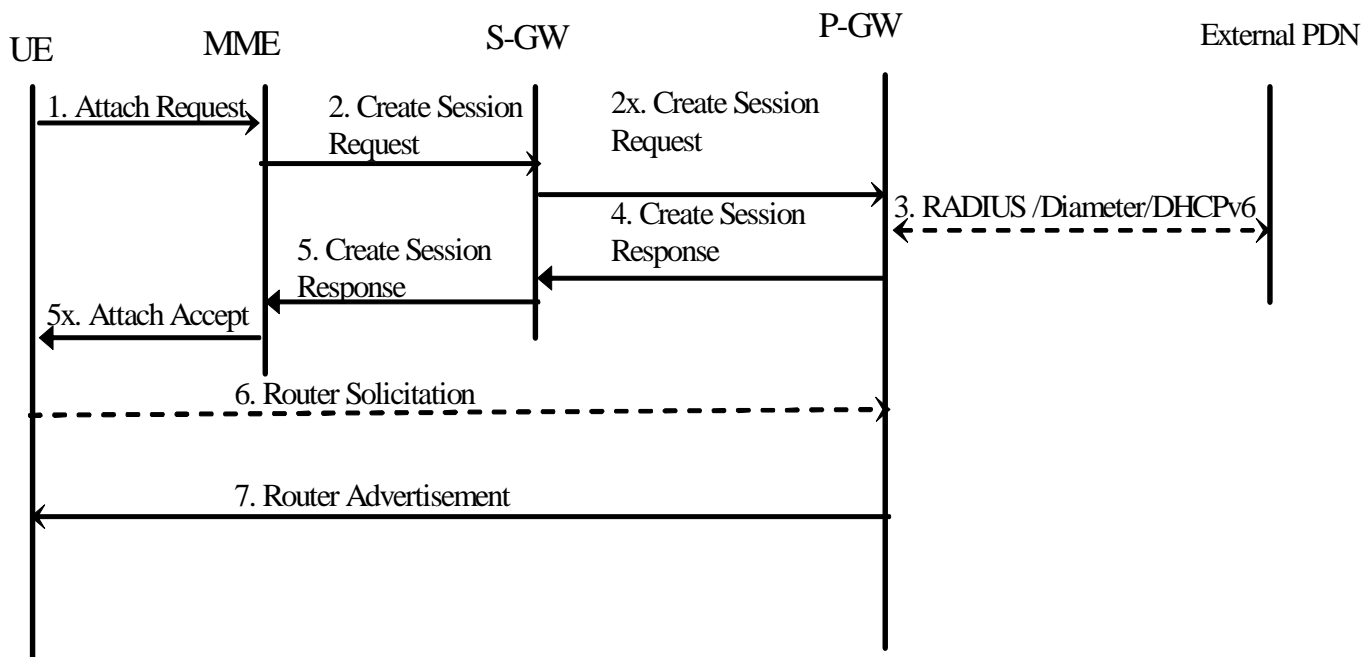 UE
MME
S-GW
P-GW
External PDN
1. Attach Request
2. Create Session
Request
2x. Create Session
Request
3. RADIUS /Diameter/DHCPv6
4. Create Session
Response
5. Create Session
Response
5x. Attach Accept
6. Router Solicitation
7. Router Advertisement